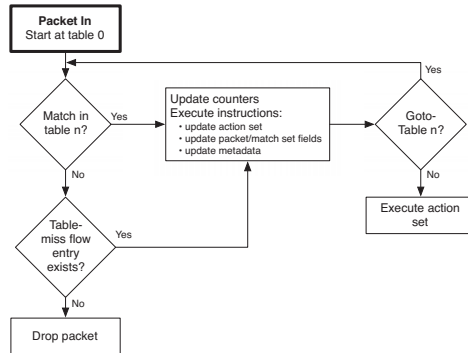 Packet In
Start at table 0
Yes
Match in
table n?
Yes
Update counters
Execute instructions:
• update action set
• update packet/match set fields
• update metadata
Goto-
Table n?
No
No
Execute action
set
Table-
miss flow
entry
exists?
Yes
No
Drop packet